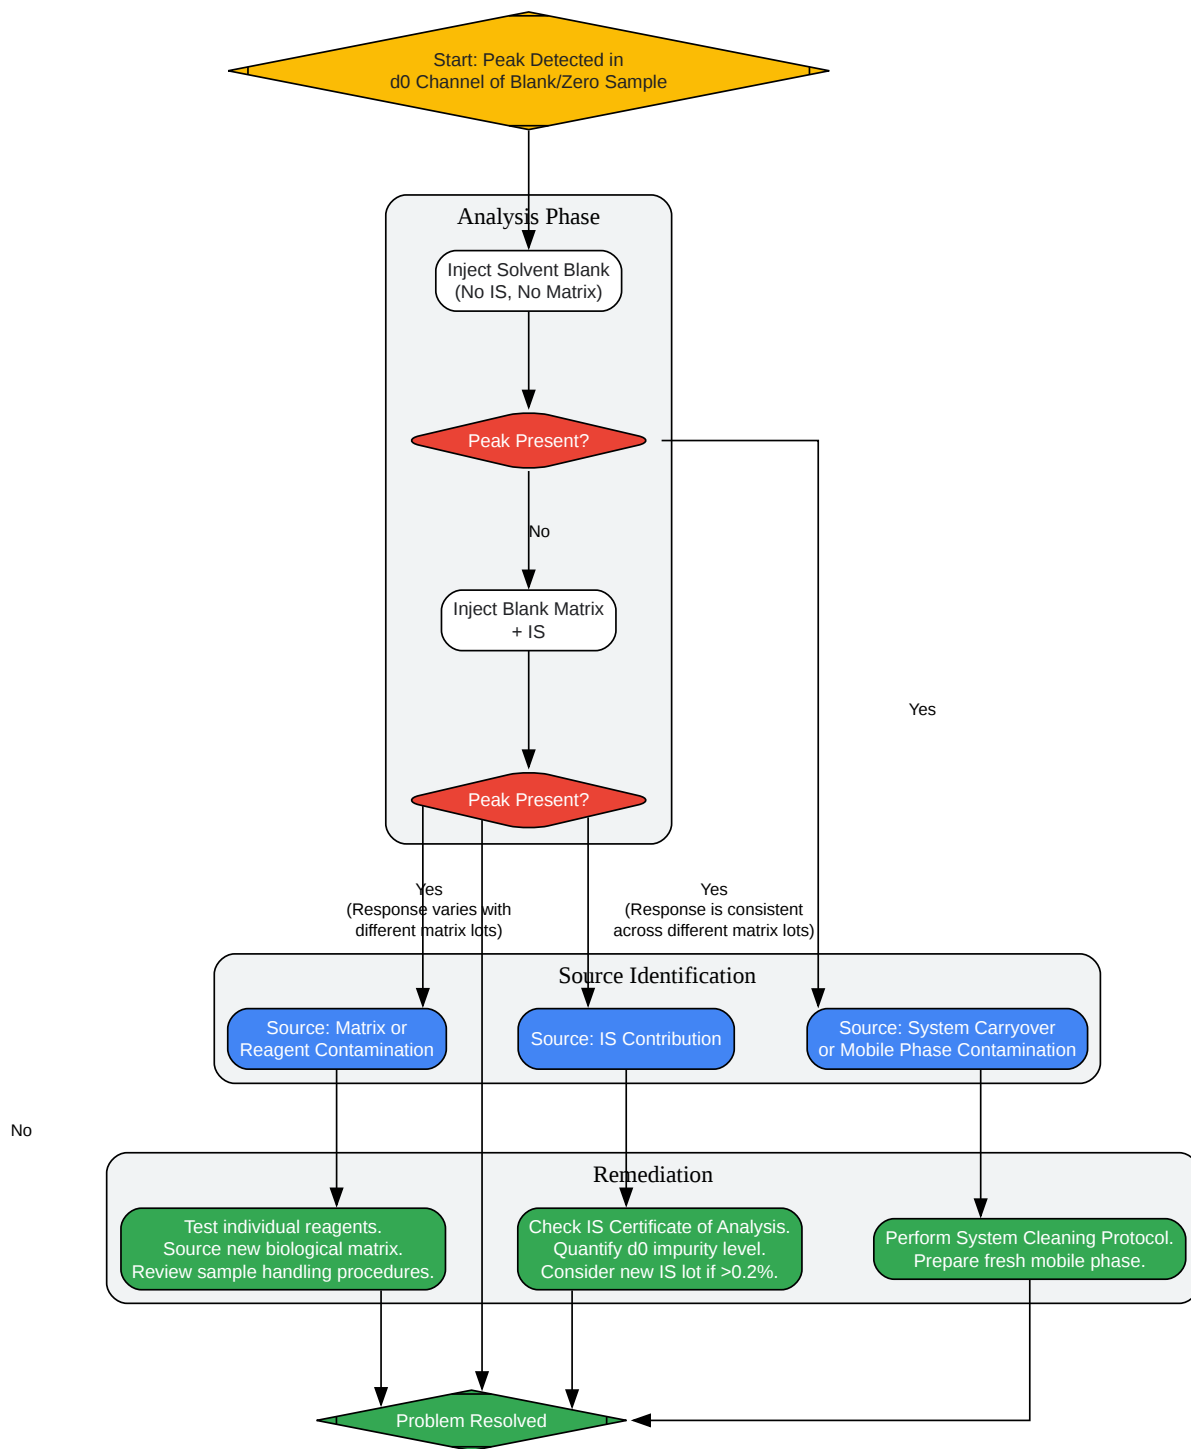 Start: Peak Detected in
d0 Channel of Blank/Zero Sample
Analysis Phase
Inject Solvent Blank
(No IS, No Matrix)
Peak Present?
No
Inject Blank Matrix
+ IS
Yes
Peak Present?
Yes
(Response varies with
different matrix lots)
Yes
(Response is consistent
across different matrix lots)
Source Identification
Source: Matrix or
Reagent Contamination
Source: IS Contribution
Source: System Carryover
or Mobile Phase Contamination
No
Remediation
Test individual reagents.
Source new biological matrix.
Review sample handling procedures.
Check IS Certificate of Analysis.
Quantify d0 impurity level.
Consider new IS lot if >0.2%.
Perform System Cleaning Protocol.
Prepare fresh mobile phase.
Problem Resolved